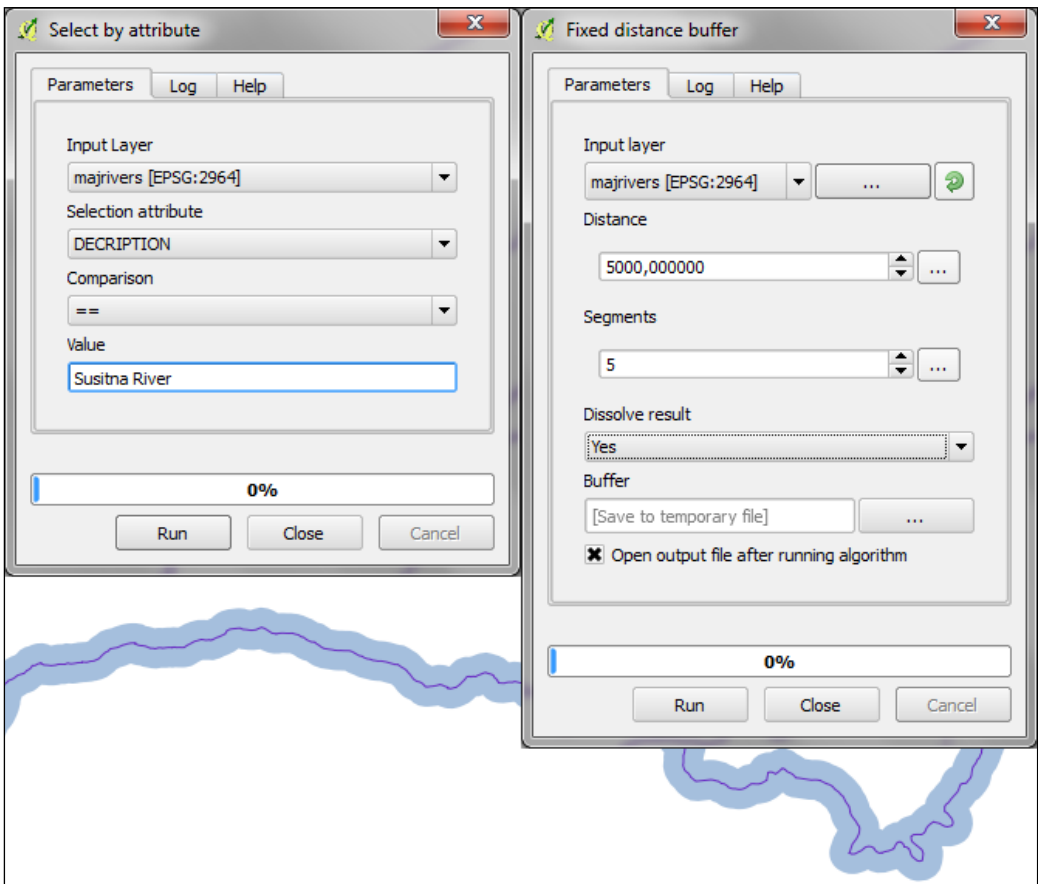 Select by attribute
Parameters Log Help
Input Layer
majrivers [EPSG:2964]
Selection attribute
DECRIPTION
Comparison
==
Value
Susitna River
0%
Run Close Cancel
Fixed distance buffer
Parameters Log Help
Input layer
majrivers [EPSG:2964] ...
Distance
5000,000000 ...
Segments
5 ...
Dissolve result
Yes
Buffer
[Save to temporary file] ...
Open output file after running algorithm
0%
Run Close Cancel